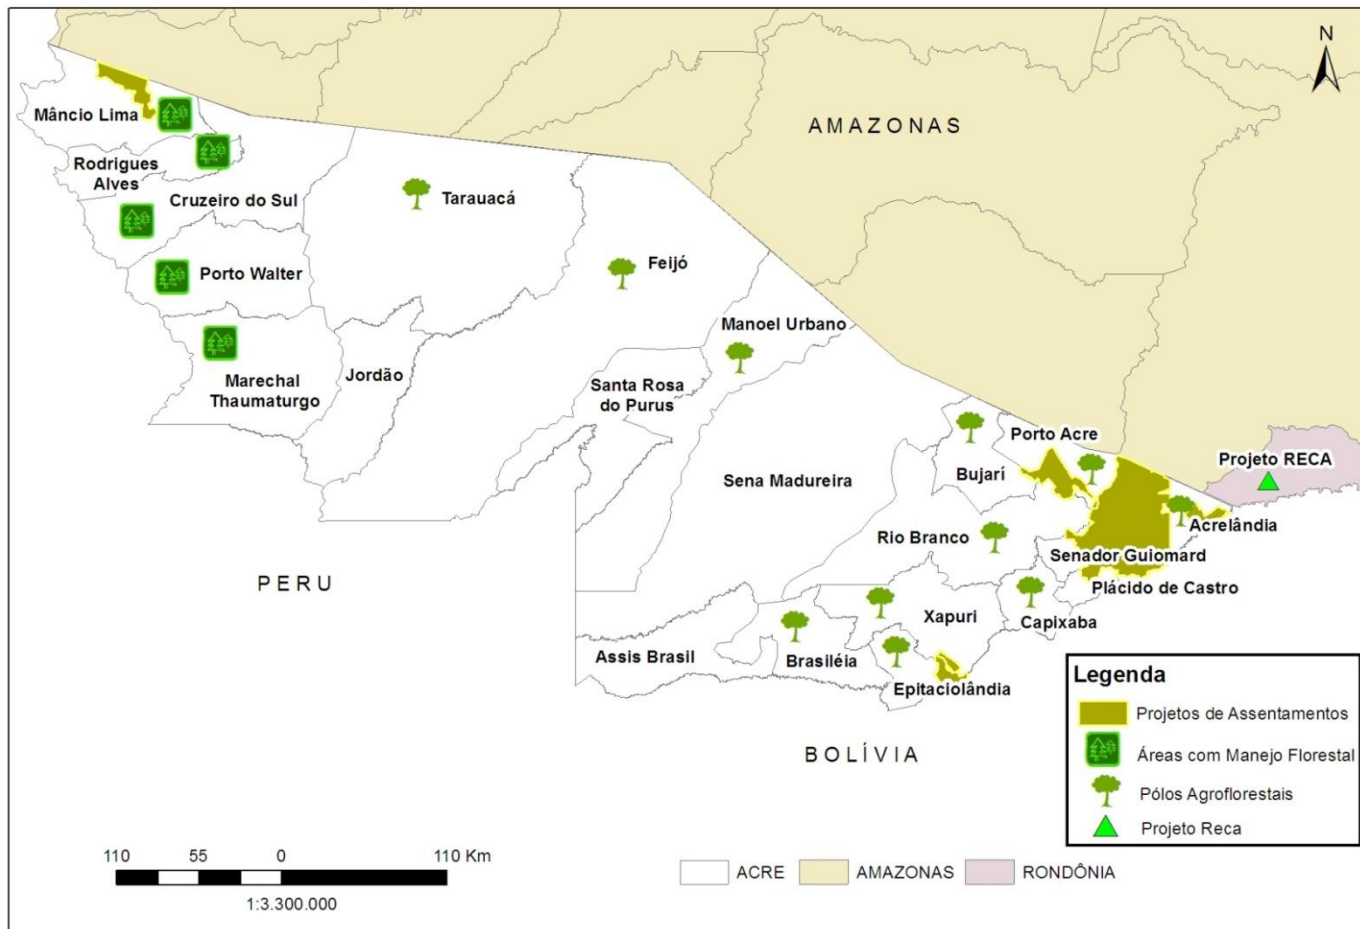 N
AMAZONAS
Mâncio Lima
Rodrigues
Alves
Cruzeiro do Sul
Tarauacá
Porto Walter
Feijó
Manoel Urbano
Marechal
Thaumaturgo
Jordão
Santa Rosa
do Purus
Porto Acre
Projeto RECA
Bujarí
Sena Madureira
Acrelândia
Rio Branco
Senador Guiomard
PERU
Plácido de Castro
Xapuri
Capixaba
Assis Brasil
Brasiléia
Epitaciolândia
BOLÍVIA
Legenda
Projetos de Assentamentos
Áreas com Manejo Florestal
Pólos Agroflorestais
Projeto Reca
110 55 0 110 Km
1:3.300.000
ACRE AMAZONAS RONDÔNIA